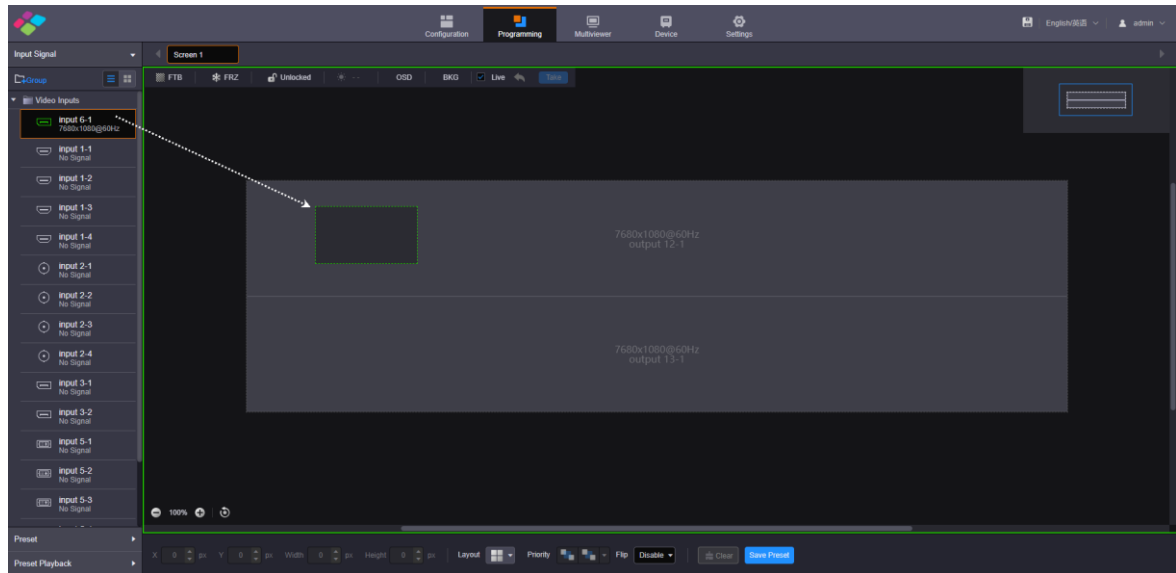 Configuration
Programming
Multiviewer
Device
Settings
English/英语
admin
Input Signal
Screen 1
Group
FTB
FRZ
Unlocked
--
OSD
BKG
Live
Take
Video Inputs
input 6-1
7680x1080@60Hz
input 1-1
No Signal
input 1-2
No Signal
input 1-3
No Signal
input 1-4
No Signal
input 2-1
No Signal
input 2-2
No Signal
input 2-3
No Signal
input 2-4
No Signal
input 3-1
No Signal
input 3-2
No Signal
input 5-1
No Signal
input 5-2
No Signal
input 5-3
No Signal
7680x1080@60Hz
output 12-1
7680x1080@60Hz
output 13-1
100%
Preset
Preset Playback
X 0 px Y 0 px Width 0 px Height 0 px Layout Priority Flip Disable Clear Save Preset